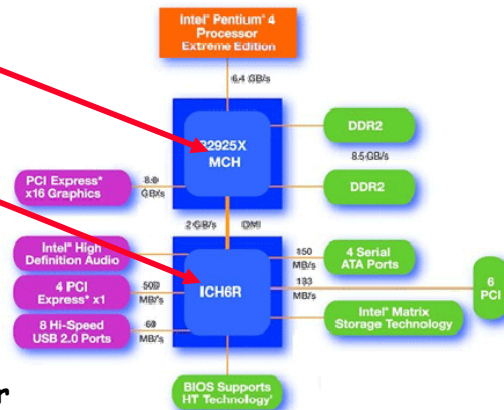 Intel® Pentium® 4
Processor
Extreme Edition
6.4 GB/s
82925X
MCH
DDR2
8.5 GB/s
DDR2
PCI Express*
x16 Graphics
8.0
GB/s
2 GB/s
DMI
Intel® High
Definition Audio
4 PCI
Express* x1
500
MB/s
8 Hi-Speed
USB 2.0 Ports
60
MB/s
ICH6R
150
MB/s
4 Serial
ATA Ports
133
MB/s
6
PCI
Intel® Matrix
Storage Technology
BIOS Supports
HT Technology¹
r